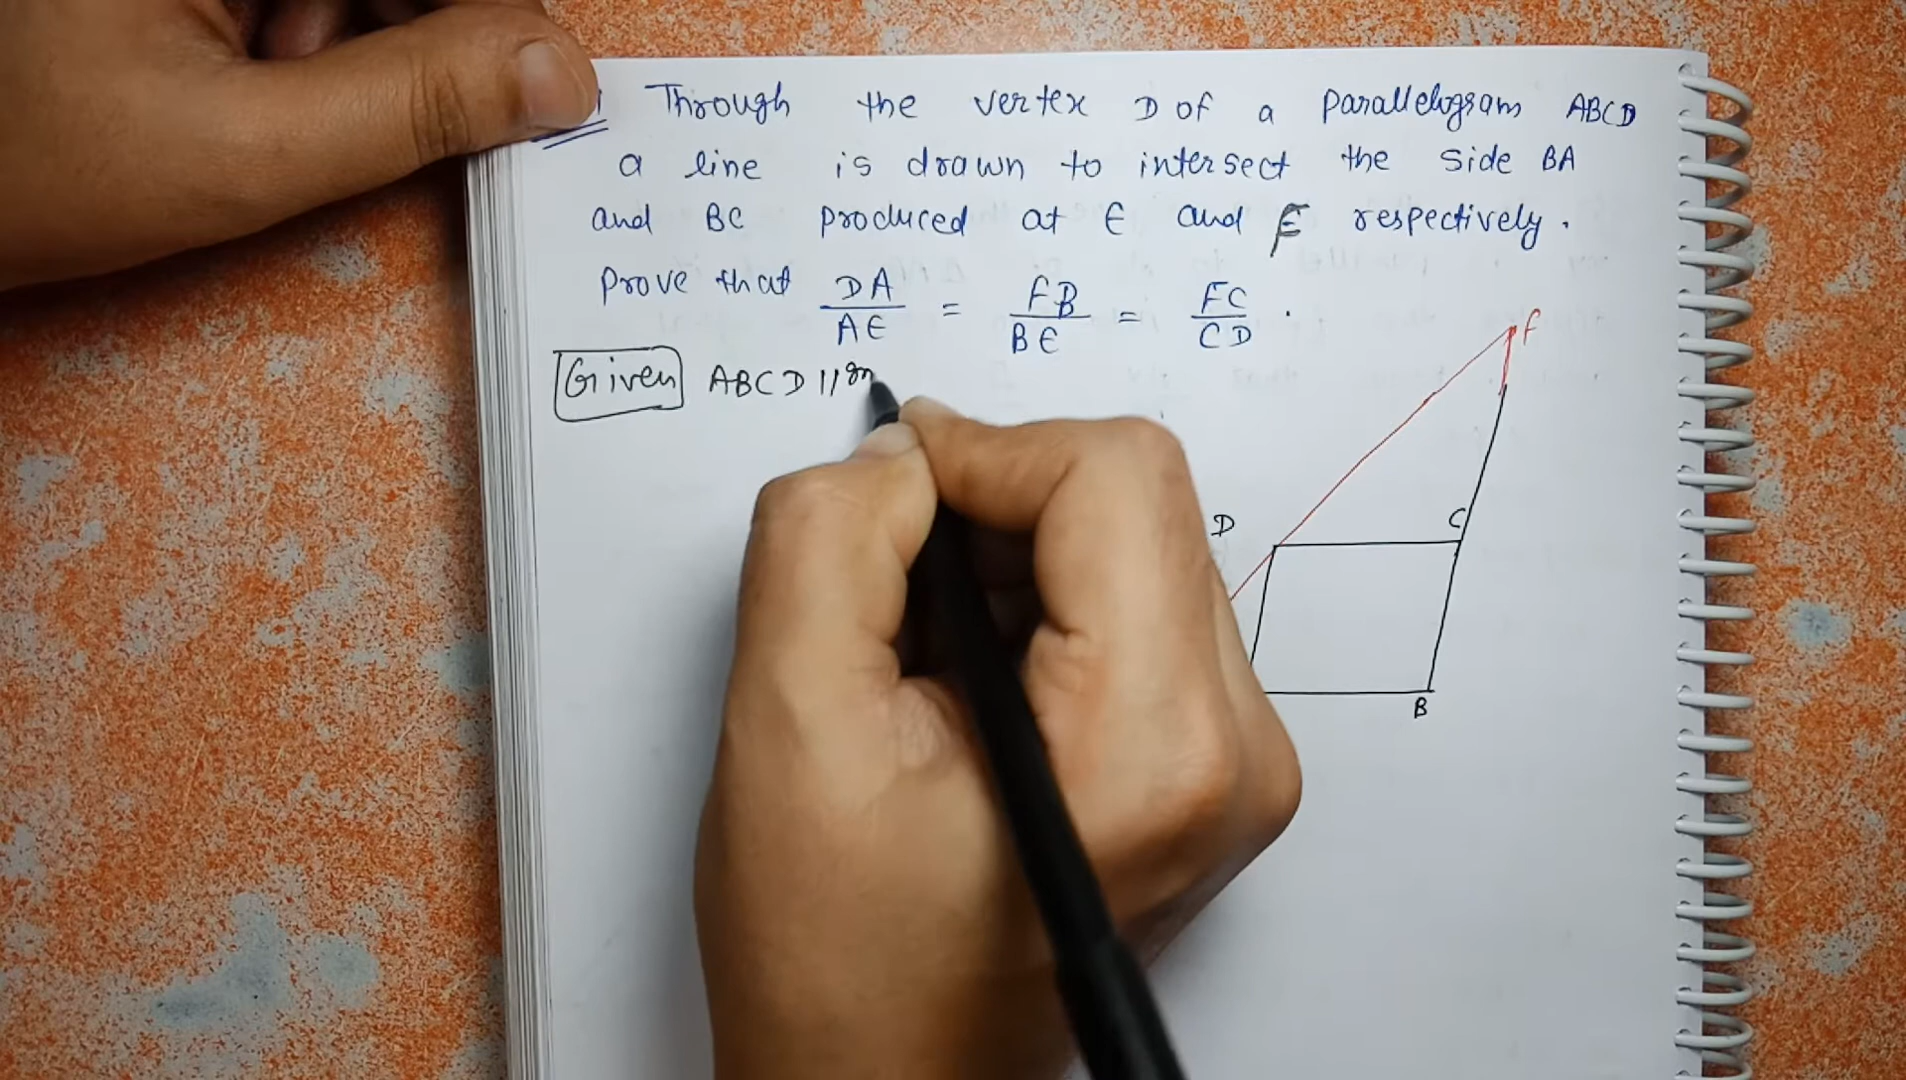 Through the vertex D of a parallelogram ABCD
a line is drawn to intersect the side BA
and BC produced at E and F respectively.
Prove that DA/AE = FB/BE = FC/CD .
Given ABCD ||gm
F
D
C
B